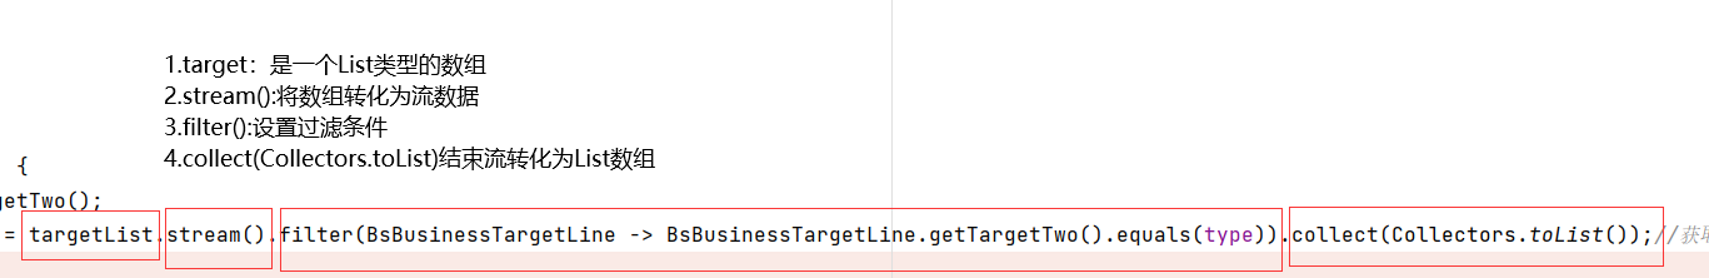 1.target：是一个List类型的数组
2.stream():将数组转化为流数据
3.filter():设置过滤条件
4.collect(Collectors.toList)结束流转化为List数组
{
getTwo();
= targetList.stream().filter(BsBusinessTargetLine -> BsBusinessTargetLine.getTargetTwo().equals(type)).collect(Collectors.toList());//获取